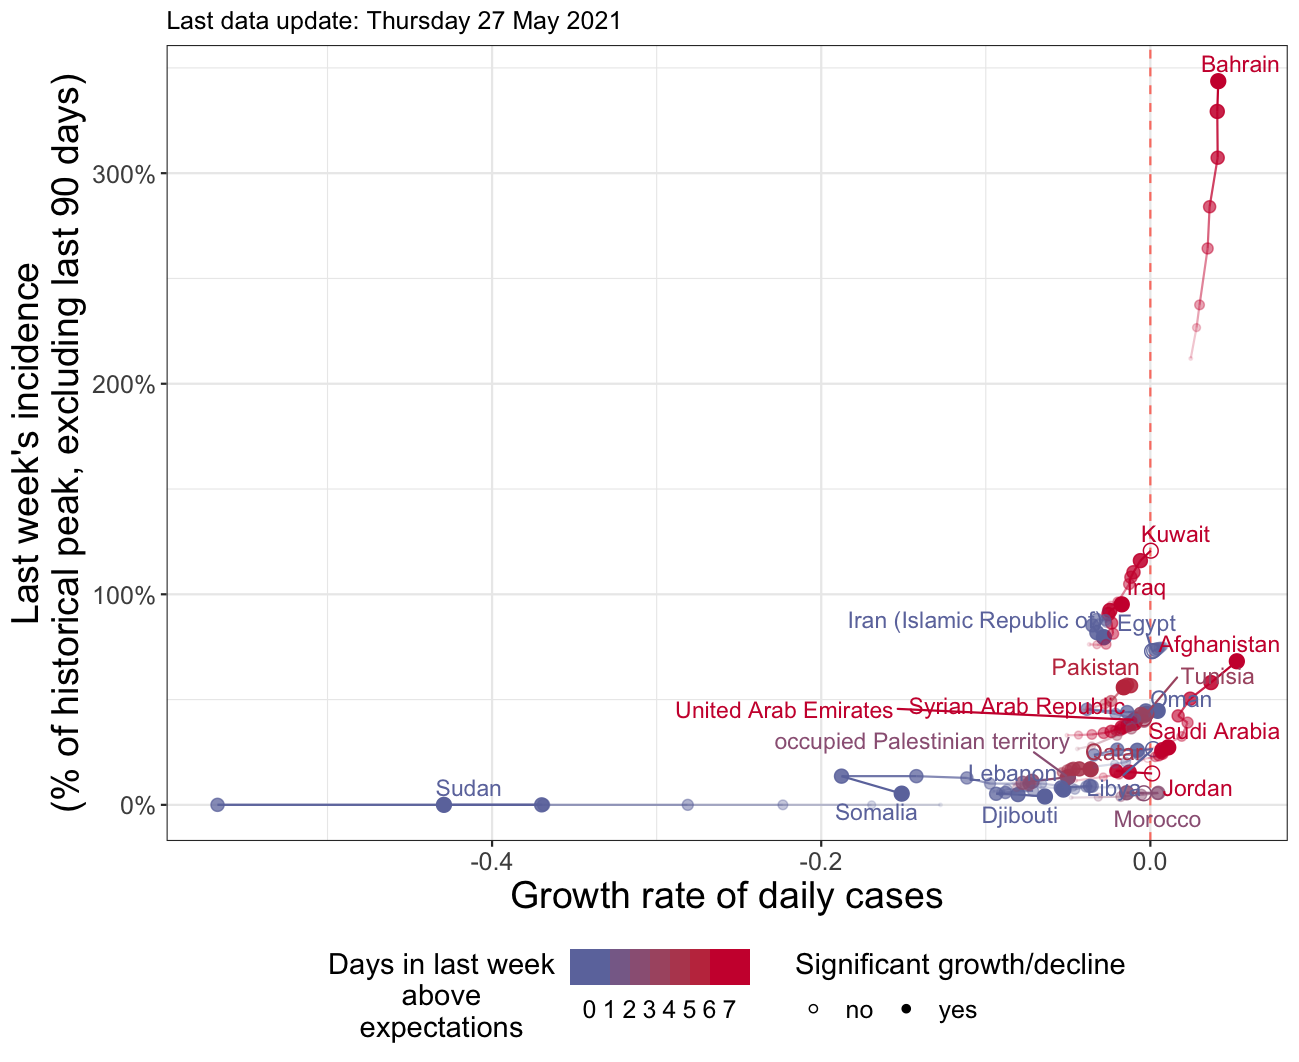 Last data update: Thursday 27 May 2021
Last week's incidence
(% of historical peak, excluding last 90 days)
300%
200%
100%
0%
Bahrain
Kuwait
Iraq
Iran (Islamic Republic of)
Egypt
Afghanistan
Pakistan
Tunisia
Oman
Syrian Arab Republic
United Arab Emirates
Saudi Arabia
occupied Palestinian territory
Qatar
Lebanon
Sudan
Libya
Jordan
Somalia
Djibouti
Morocco
-0.4
-0.2
0.0
Growth rate of daily cases
Days in last week
above
expectations
0 1 2 3 4 5 6 7
Significant growth/decline
no
yes